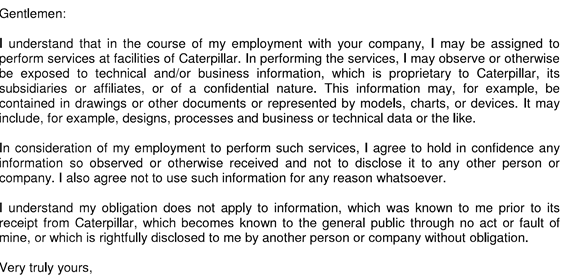 Gentlemen:
I understand that in the course of my employment with your company, I may be assigned to
perform services at facilities of Caterpillar. In performing the services, I may observe or otherwise
be exposed to technical and/or business information, which is proprietary to Caterpillar, its
subsidiaries or affiliates, or of a confidential nature. This information may, for example, be
contained in drawings or other documents or represented by models, charts, or devices. It may
include, for example, designs, processes and business or technical data or the like.
In consideration of my employment to perform such services, I agree to hold in confidence any
information so observed or otherwise received and not to disclose it to any other person or
company. I also agree not to use such information for any reason whatsoever.
I understand my obligation does not apply to information, which was known to me prior to its
receipt from Caterpillar, which becomes known to the general public through no act or fault of
mine, or which is rightfully disclosed to me by another person or company without obligation.
Very truly yours,